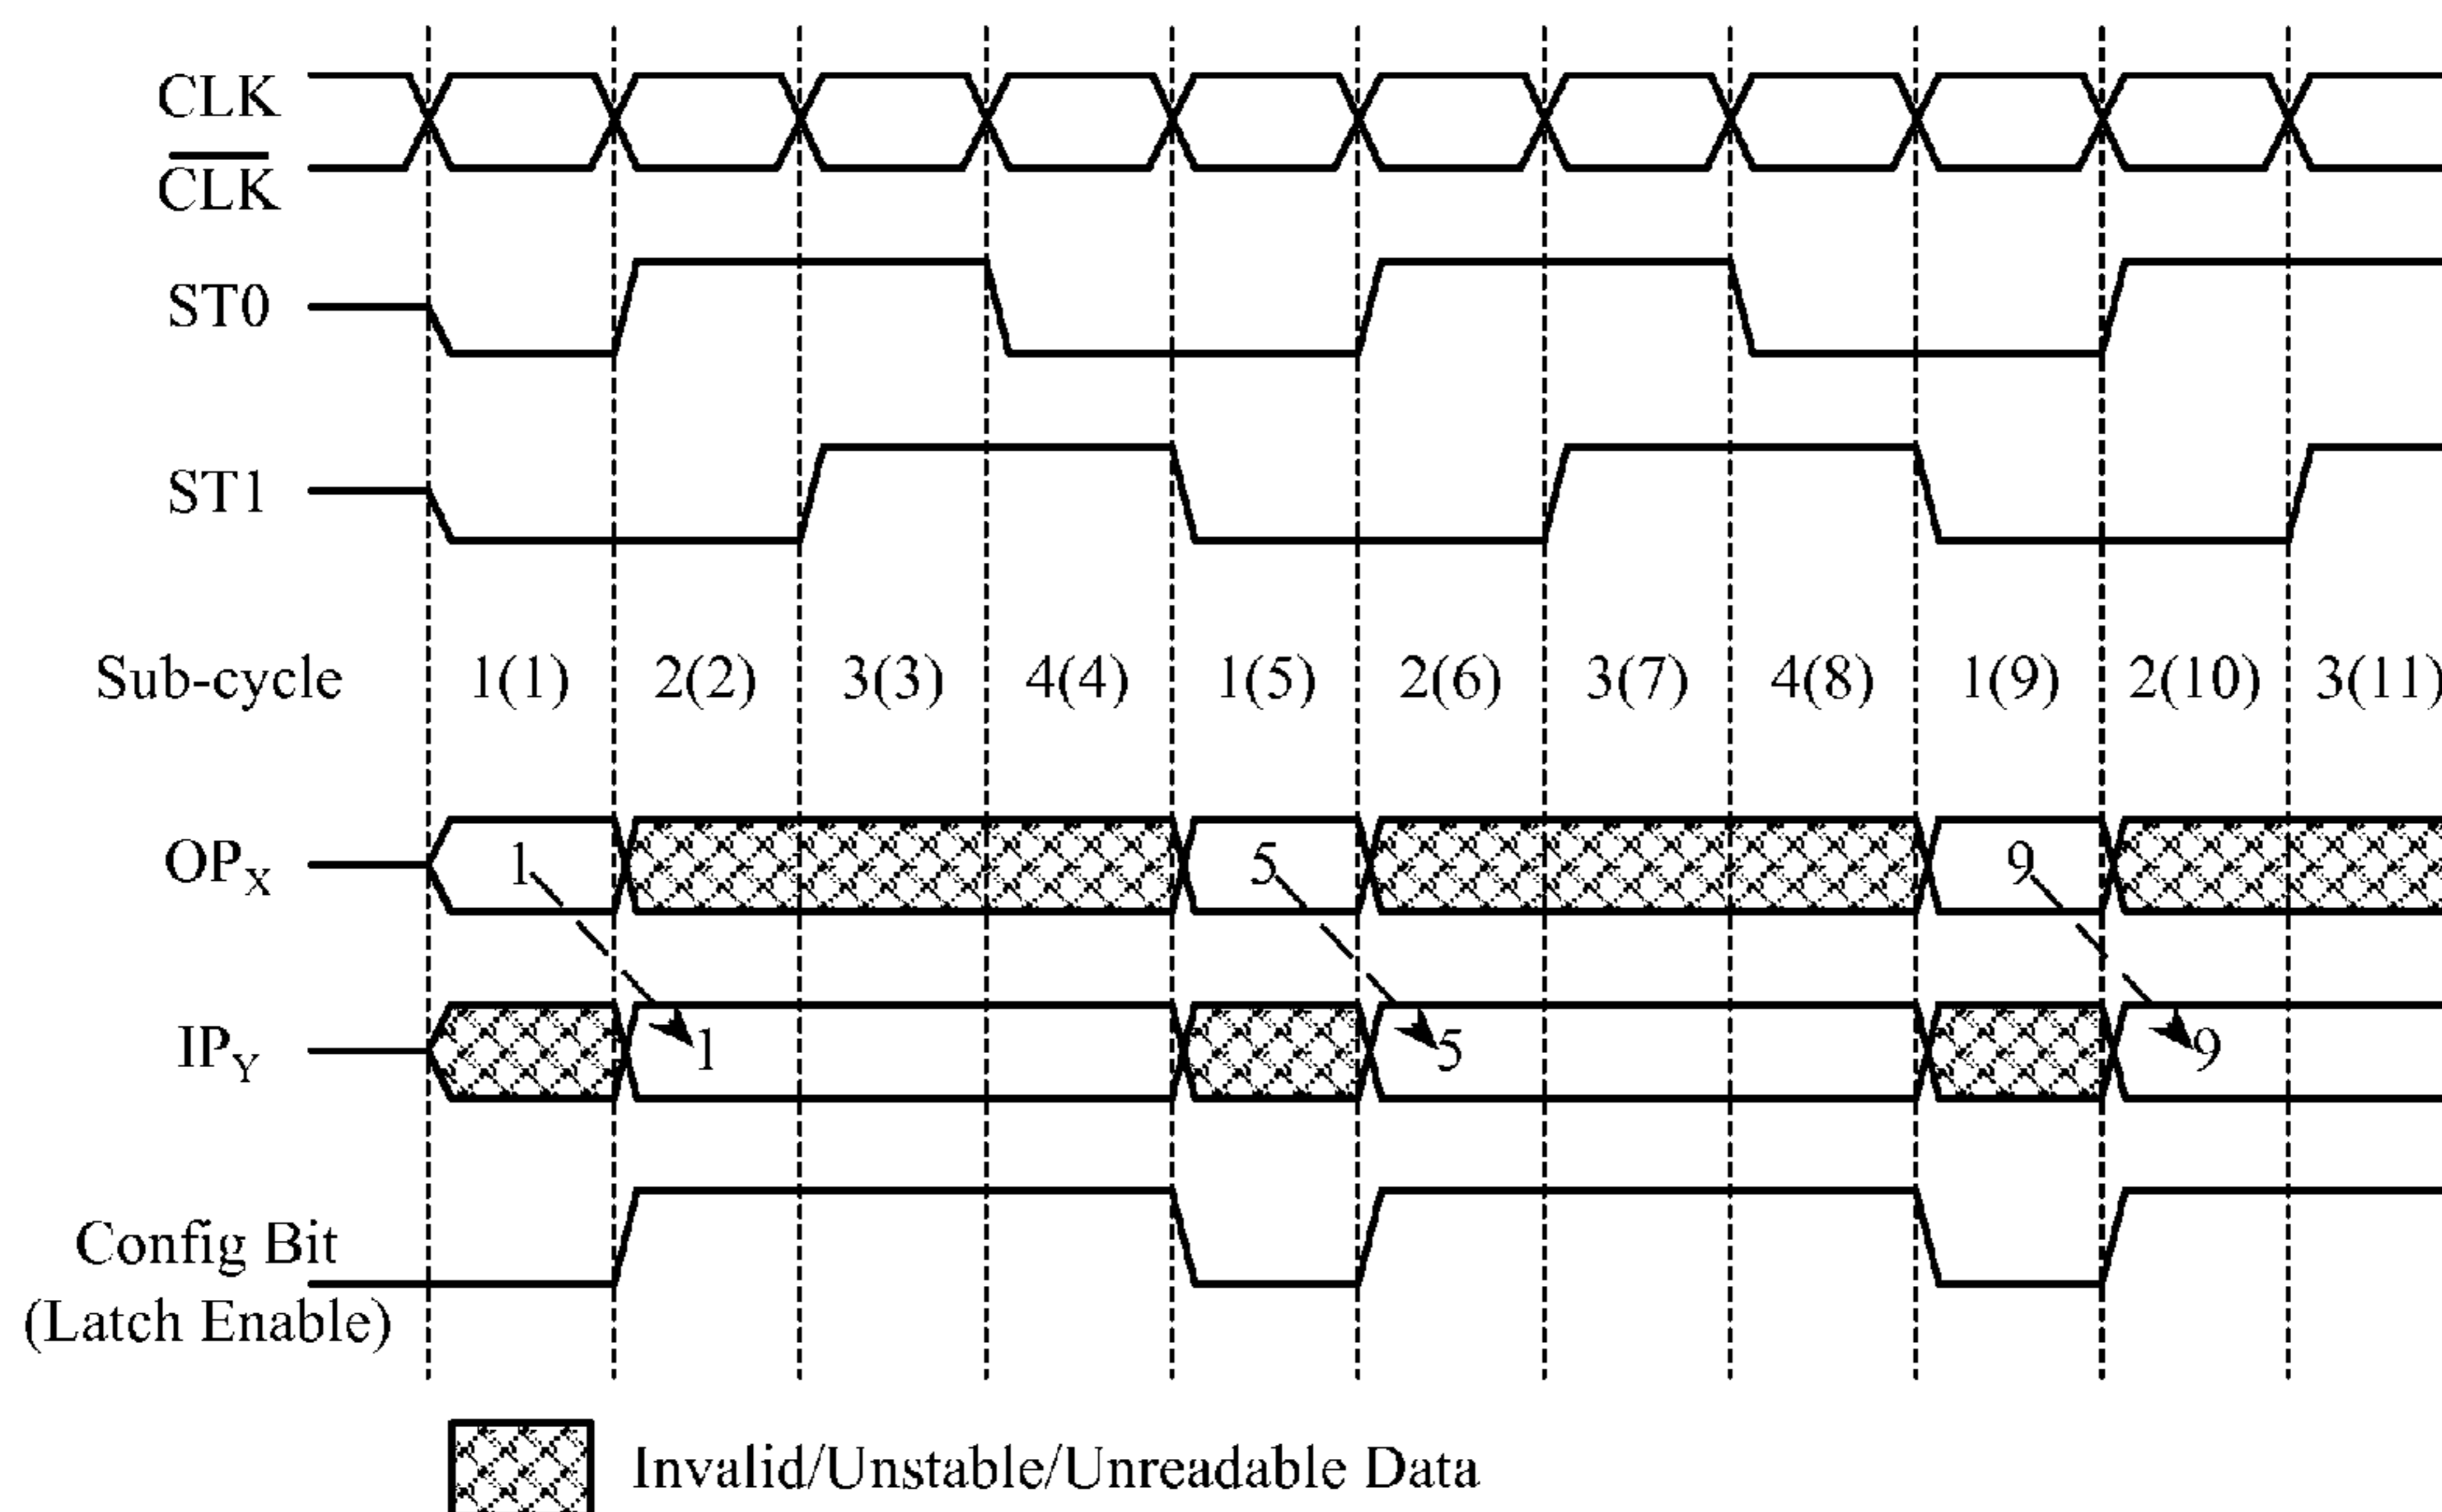 CLK
CLK
ST0
ST1
Sub-cycle 1(1) 2(2) 3(3) 4(4) 1(5) 2(6) 3(7) 4(8) 1(9) 2(10) 3(11)
OPX 1 5 9
IPY 1 5 9
Config Bit
(Latch Enable)
Invalid/Unstable/Unreadable Data